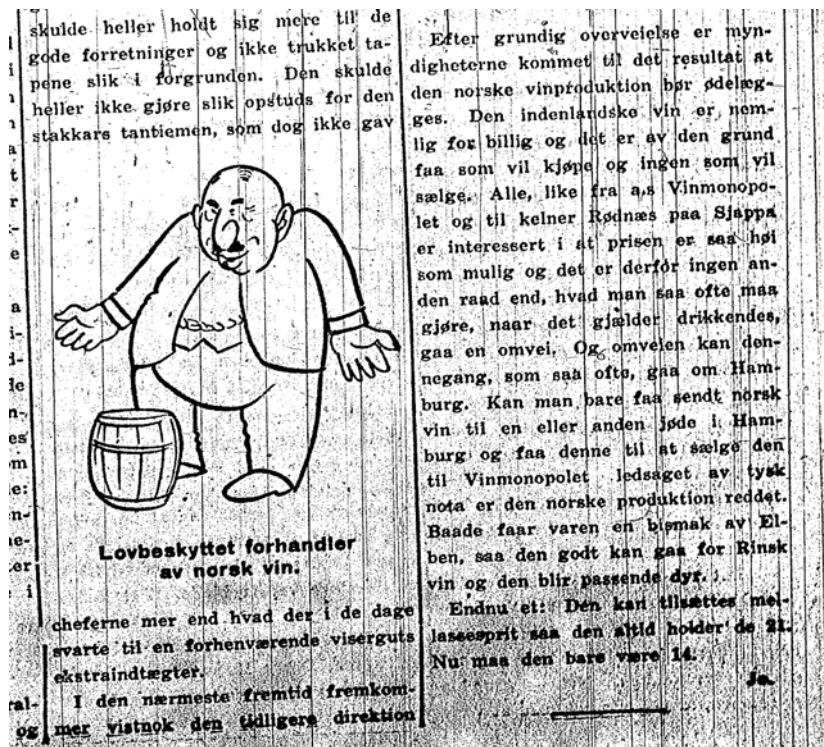 skulde heller holdt sig mere til de
gode forretninger og ikke trukket ta-
pene slik i forgrunden. Den skulde
heller ikke gjøre slik opstuds for den
stakkars tantiemen, som dog ikke gav
Lovbeskyttet forhandler
av norsk vin.
cheferne mer end hvad der i de dage
svarte til en forhenværende viserguts
ekstraindtægter.
I den nærmeste fremtid fremkom-
mer vistnok den tidligere direktion
Efter grundig overveielse er myn-
digheterne kommet til det resultat at
den norske vinproduktion bør ødelæg-
ges. Den indenlandske vin er nem-
lig for billig og det er av den grund
faa som vil kjøpe og ingen som vil
sælge. Alle, like fra a/s Vinmonopo-
let og til kelner Rødnæs paa Sjappa
er interessert i at prisen er saa høi
som mulig og det er derfor ingen an-
den raad end, hvad man saa ofte maa
gjøre, naar det gjælder drikkendes,
gaa en omvei. Og omveien kan den-
negang, som saa ofte, gaa om Ham-
burg. Kan man bare faa sendt norsk
vin til en eller anden jøde i Ham-
burg og faa denne til at sælge den
til Vinmonopolet ledsaget av tysk
nota er den norske produktion reddet.
Baade faar varen en bismak av El-
ben, saa den godt kan gaa for Rinsk
vin og den blir passende dyr.
Endnu et: Den kan tilsættes mel-
lassesprit saa den altid holder de 21.
Nu maa den bare være 14.
Jo.